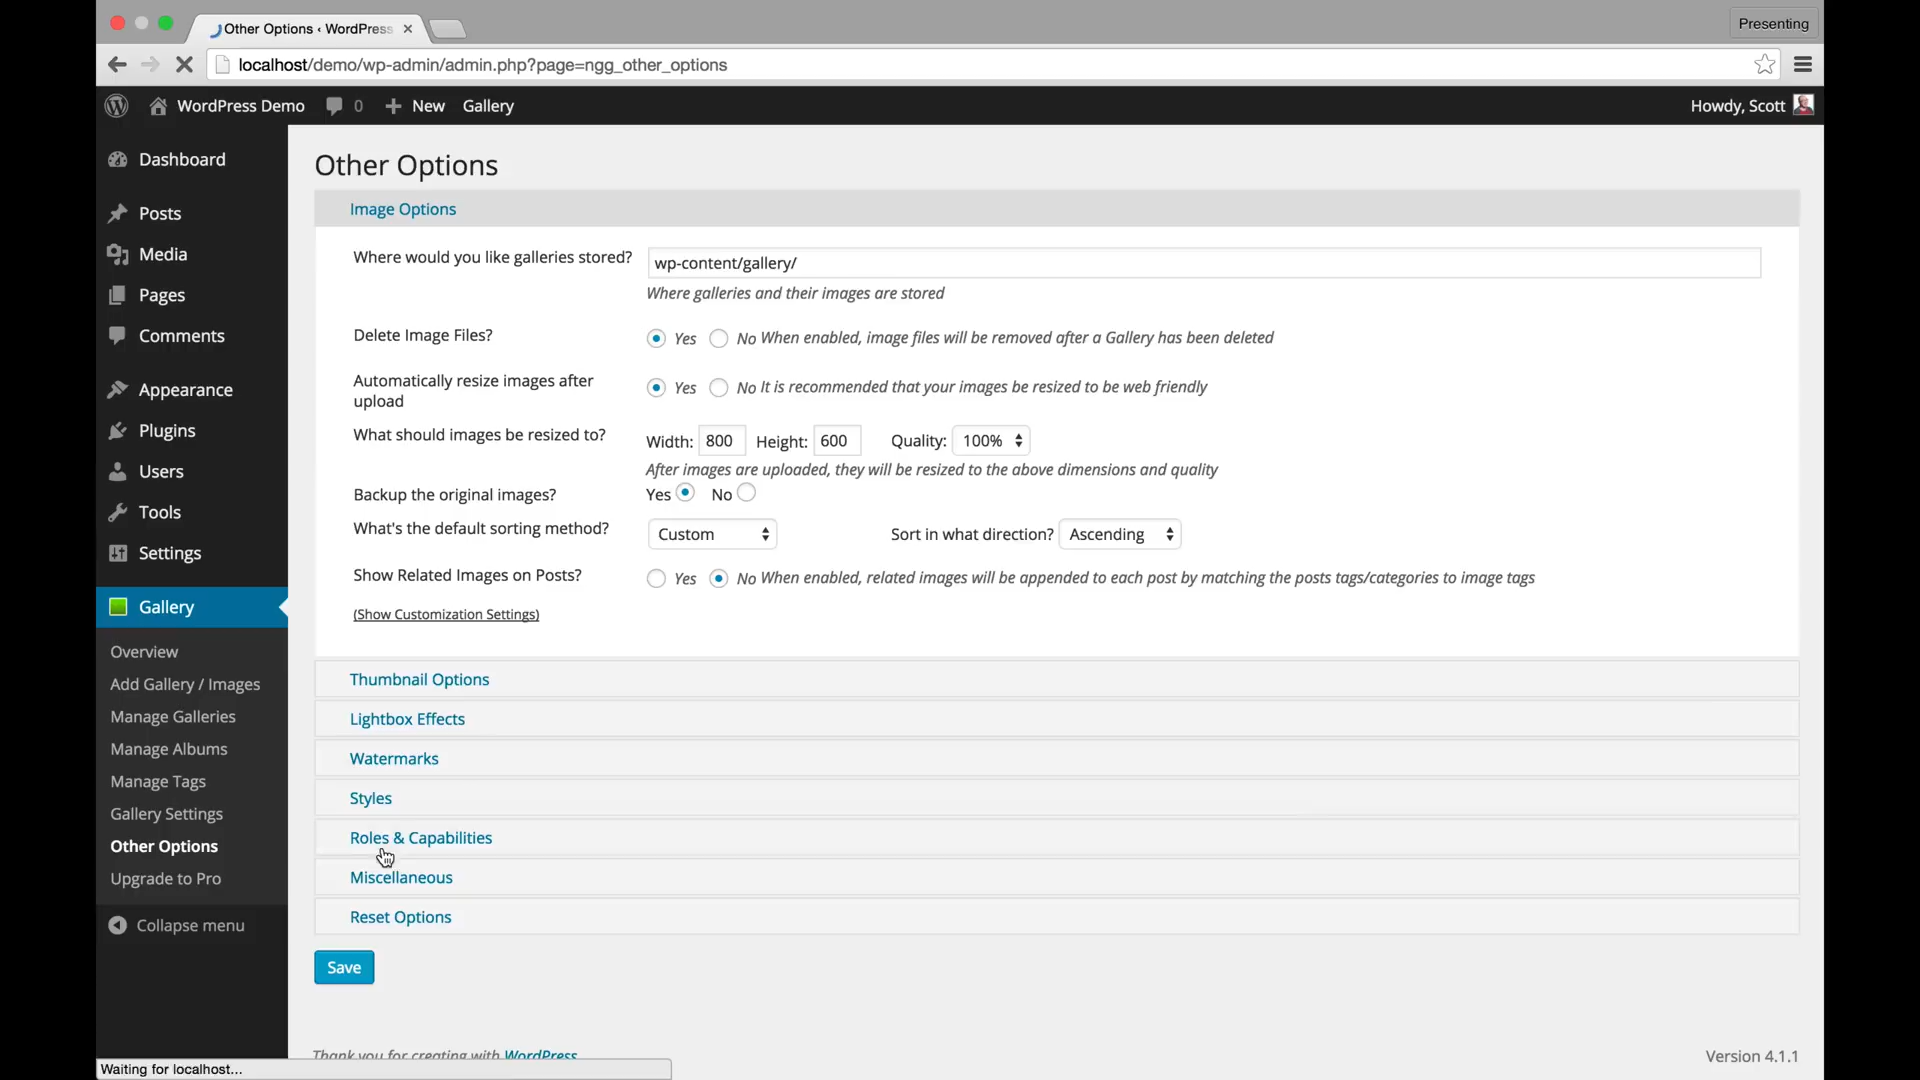 Other Options ‹ WordPress
Presenting
localhost/demo/wp-admin/admin.php?page=ngg_other_options
WordPress Demo 0 New Gallery Howdy, Scott
Dashboard
Posts
Media
Pages
Comments
Appearance
Plugins
Users
Tools
Settings
Gallery
Overview
Add Gallery / Images
Manage Galleries
Manage Albums
Manage Tags
Gallery Settings
Other Options
Upgrade to Pro
Collapse menu
Other Options
Image Options
Where would you like galleries stored? wp-content/gallery/
Where galleries and their images are stored
Delete Image Files? Yes No When enabled, image files will be removed after a Gallery has been deleted
Automatically resize images after
upload
Yes No It is recommended that your images be resized to be web friendly
What should images be resized to? Width: 800 Height: 600 Quality: 100%
After images are uploaded, they will be resized to the above dimensions and quality
Backup the original images? Yes No
What's the default sorting method? Custom Sort in what direction? Ascending
Show Related Images on Posts? Yes No When enabled, related images will be appended to each post by matching the posts tags/categories to image tags
(Show Customization Settings)
Thumbnail Options
Lightbox Effects
Watermarks
Styles
Roles & Capabilities
Miscellaneous
Reset Options
Save
Thank you for creating with WordPress
Version 4.1.1
Waiting for localhost...